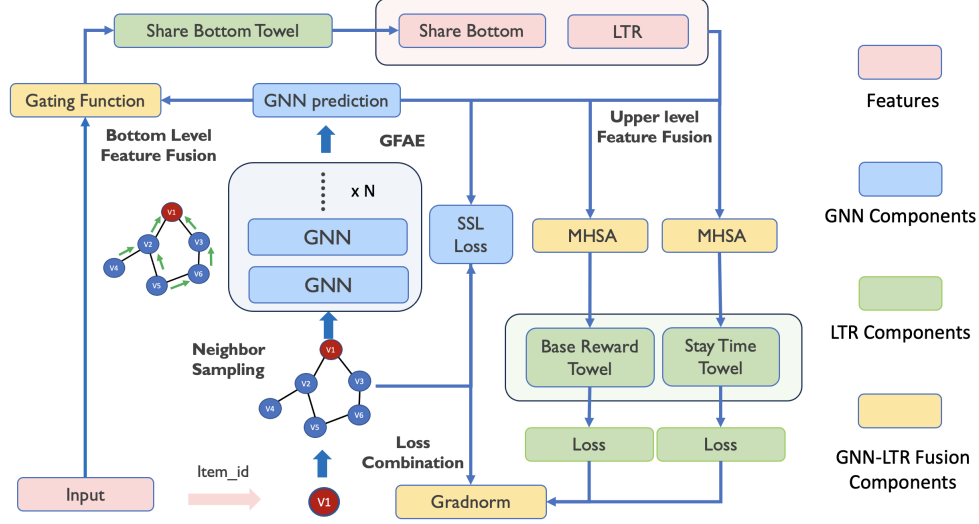 Share Bottom Towel
Share Bottom
LTR
Features
Gating Function
GNN prediction
Bottom Level
Feature Fusion
GFAE
Upper level
Feature Fusion
x N
GNN
GNN
V1
V2
V3
V4
V5
V6
SSL
Loss
MHSA
MHSA
GNN Components
Neighbor
Sampling
V1
V2
V3
V4
V5
V6
Base Reward
Towel
Stay Time
Towel
LTR Components
Loss
Combination
Loss
Loss
GNN-LTR Fusion
Components
Input
Item_id
V1
Gradnorm